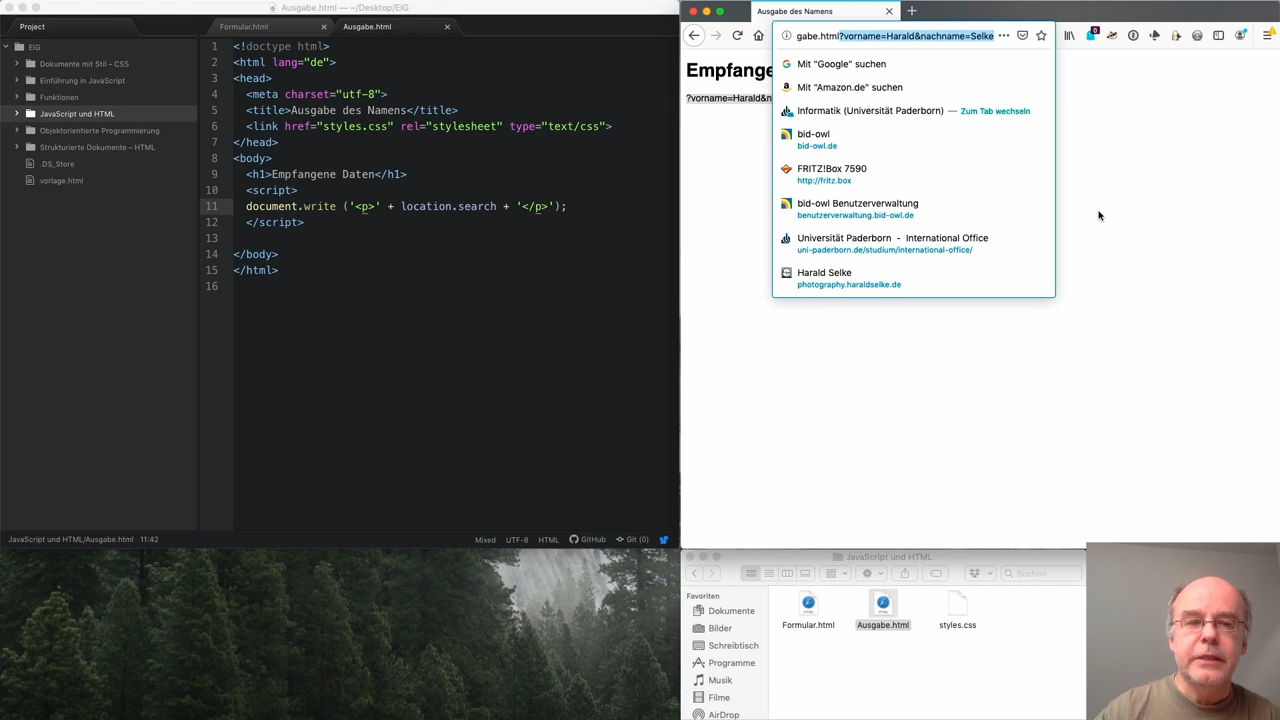 Ausgabe.html — ~/Desktop/EIG
Project
Formular.html
Ausgabe.html
EIG
Dokumente mit Stil – CSS
Einführung in JavaScript
Funktionen
JavaScript und HTML
Objektorientierte Programmierung
Strukturierte Dokumente – HTML
.DS_Store
vorlage.html
1 <!doctype html>
2 <html lang="de">
3 <head>
4 <meta charset="utf-8">
5 <title>Ausgabe des Namens</title>
6 <link href="styles.css" rel="stylesheet" type="text/css">
7 </head>
8 <body>
9 <h1>Empfangene Daten</h1>
10 <script>
11 document.write ('<p>' + location.search + '</p>');
12 </script>
13
14 </body>
15 </html>
16
JavaScript und HTML/Ausgabe.html 11:42
Mixed UTF-8 HTML GitHub Git (0)
Ausgabe des Namens
gabe.html?vorname=Harald&nachname=Selke
0
Empfange
?vorname=Harald&n
Mit "Google" suchen
Mit "Amazon.de" suchen
Informatik (Universität Paderborn) — Zum Tab wechseln
bid-owl
bid-owl.de
FRITZ!Box 7590
http://fritz.box
bid-owl Benutzerverwaltung
benutzerverwaltung.bid-owl.de
Universität Paderborn - International Office
uni-paderborn.de/studium/international-office/
Harald Selke
photography.haraldselke.de
JavaScript und HTML
Suchen
Favoriten
Dokumente
Bilder
Schreibtisch
Programme
Musik
Filme
AirDrop
Formular.html
Ausgabe.html
styles.css